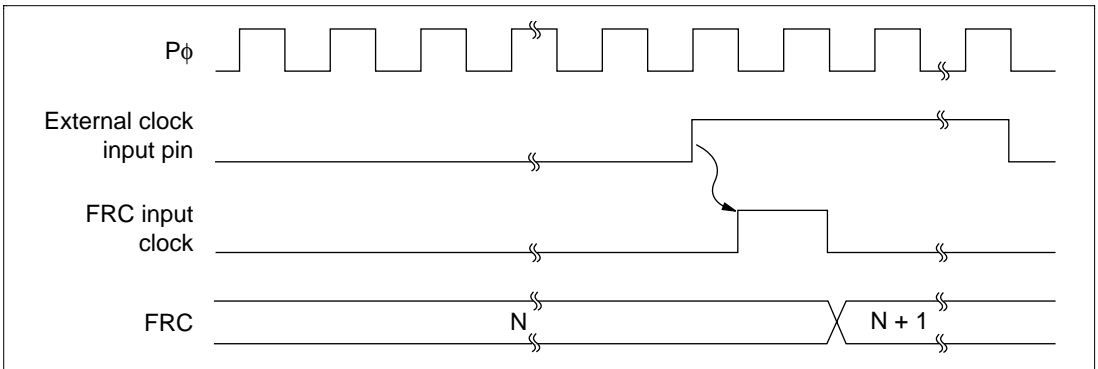 Pϕ
External clock
input pin
FRC input
clock
FRC
N
N + 1